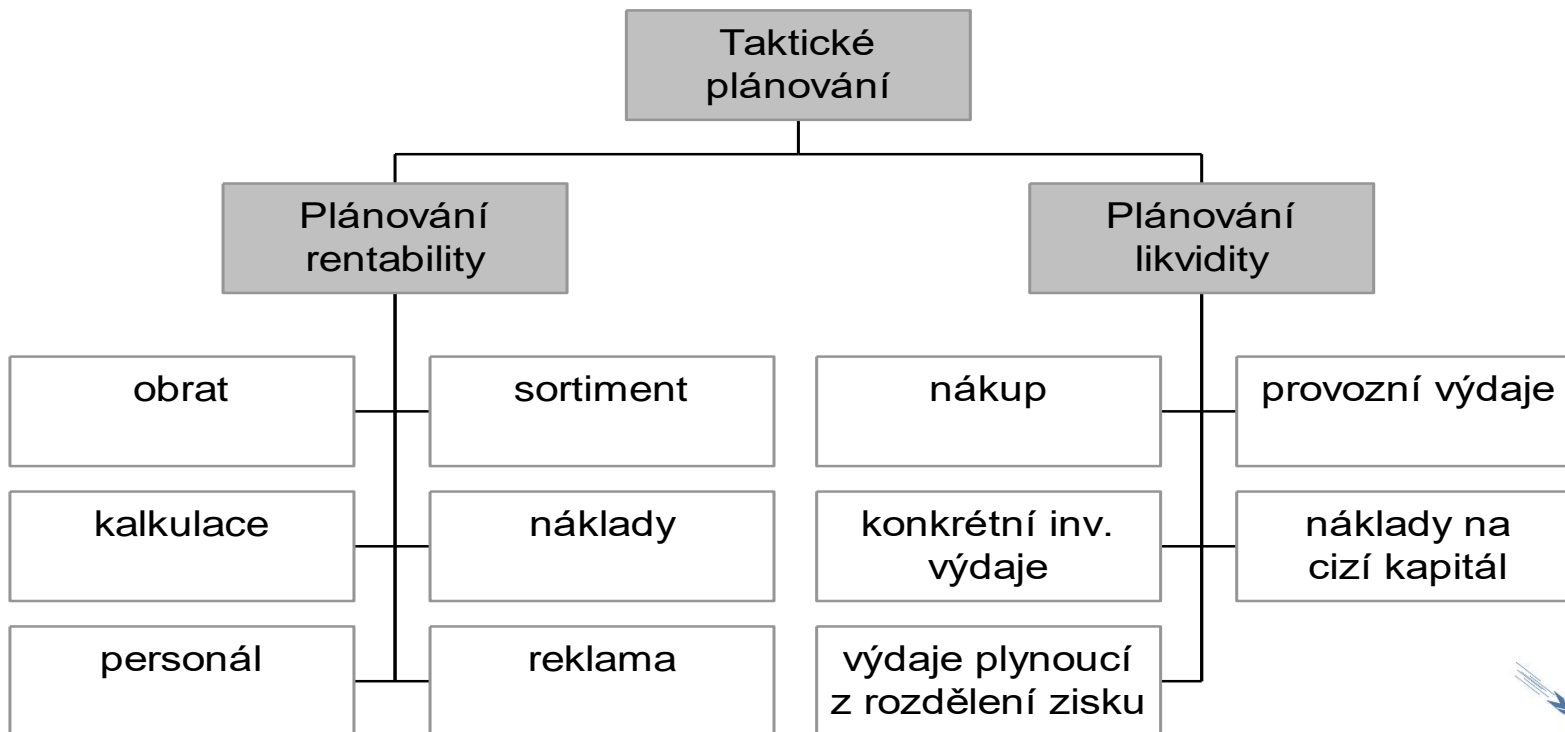 Taktické
plánování
Plánování
rentability
Plánování
likvidity
obrat
sortiment
nákup
provozní výdaje
kalkulace
náklady
konkrétní inv.
výdaje
náklady na
cizí kapitál
personál
reklama
výdaje plynoucí
z rozdělení zisku